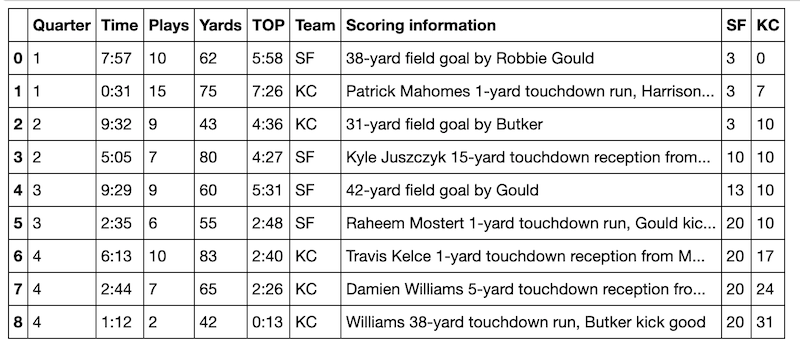 Quarter Time Plays Yards TOP Team Scoring information SF KC
0 1 7:57 10 62 5:58 SF 38-yard field goal by Robbie Gould 3 0
1 1 0:31 15 75 7:26 KC Patrick Mahomes 1-yard touchdown run, Harrison... 3 7
2 2 9:32 9 43 4:36 KC 31-yard field goal by Butker 3 10
3 2 5:05 7 80 4:27 SF Kyle Juszczyk 15-yard touchdown reception from... 10 10
4 3 9:29 9 60 5:31 SF 42-yard field goal by Gould 13 10
5 3 2:35 6 55 2:48 SF Raheem Mostert 1-yard touchdown run, Gould kic... 20 10
6 4 6:13 10 83 2:40 KC Travis Kelce 1-yard touchdown reception from M... 20 17
7 4 2:44 7 65 2:26 KC Damien Williams 5-yard touchdown reception fro... 20 24
8 4 1:12 2 42 0:13 KC Williams 38-yard touchdown run, Butker kick good 20 31